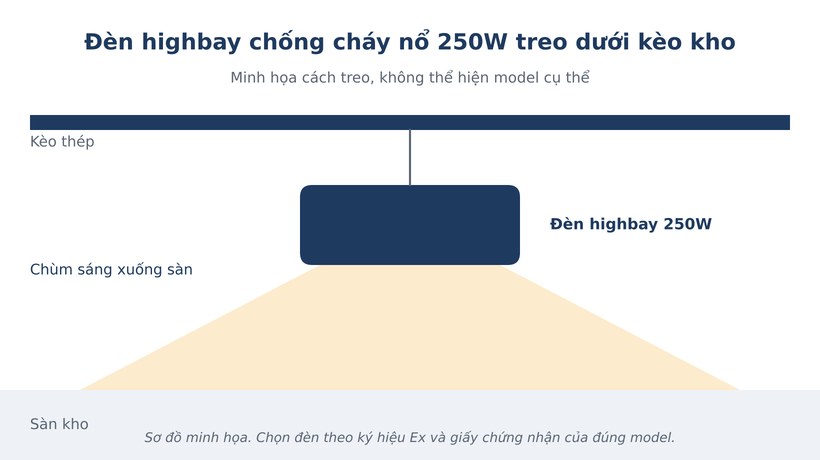 Đèn highbay chống cháy nổ 250W treo dưới kèo kho
Minh họa cách treo, không thể hiện model cụ thể
Kèo thép
Đèn highbay 250W
Chùm sáng xuống sàn
Sàn kho
Sơ đồ minh họa. Chọn đèn theo ký hiệu Ex và giấy chứng nhận của đúng model.